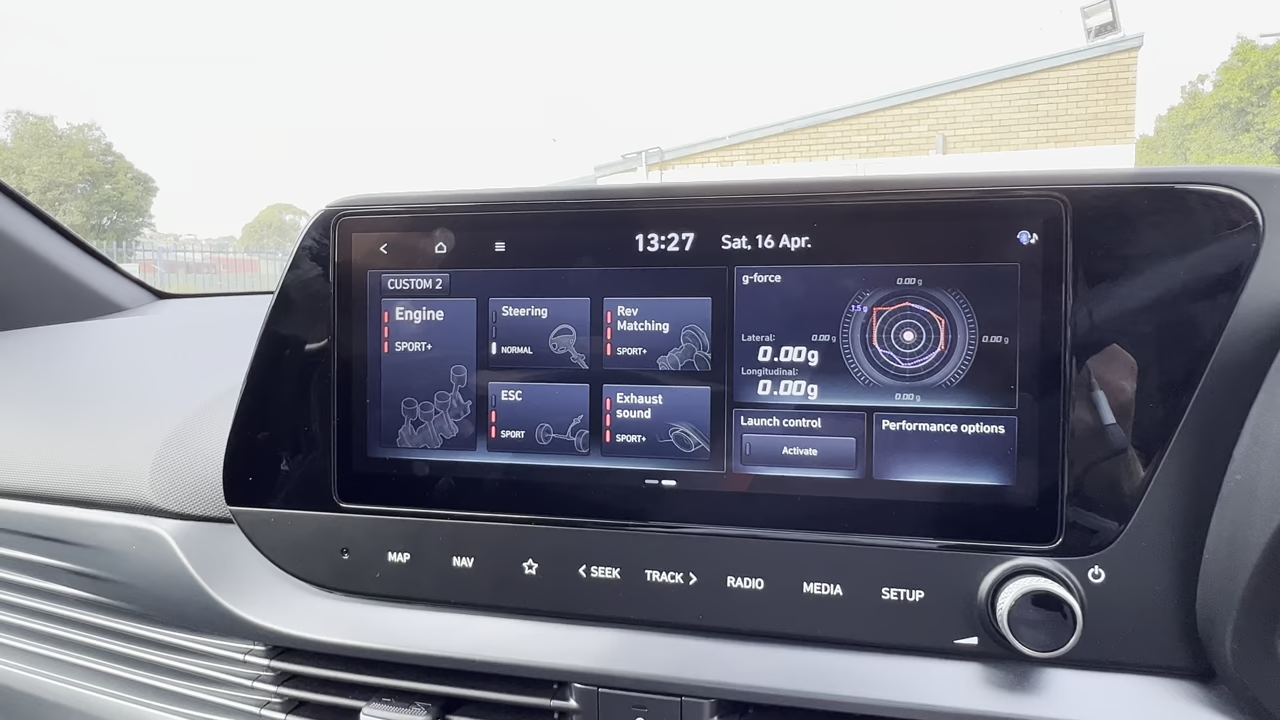 13:27 Sat, 16 Apr.
CUSTOM 2
Engine
SPORT+
Steering
NORMAL
Rev
Matching
SPORT+
ESC
SPORT
Exhaust
sound
SPORT+
g-force
0.00 g
1.5 g
Lateral:
0.00g
0.00 g
0.00 g
Longitudinal:
0.00g
0.00 g
Launch control
Activate
Performance options
MAP NAV SEEK TRACK RADIO MEDIA SETUP